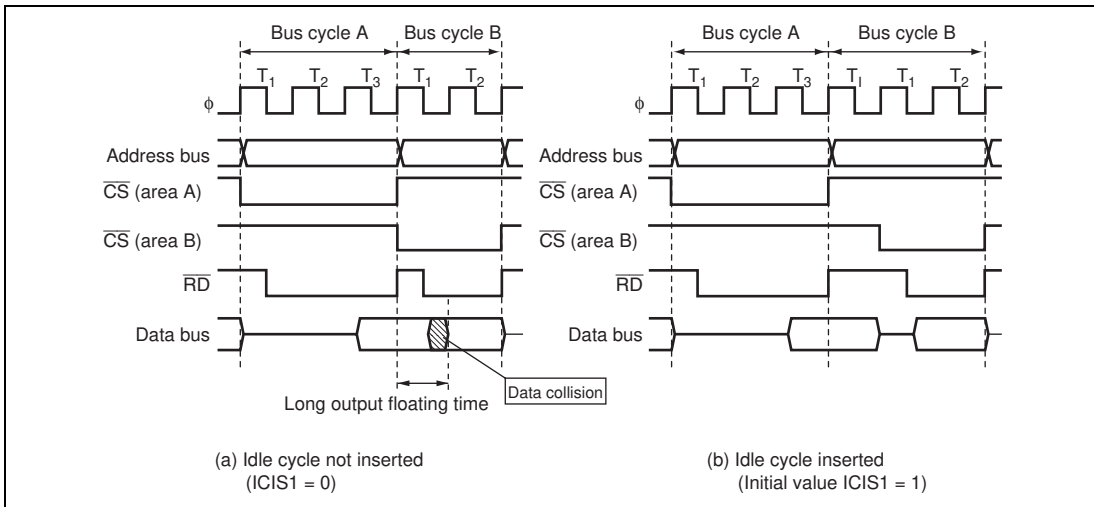 Bus cycle A Bus cycle B
T1 T2 T3 T1 T2
φ
Address bus
CS (area A)
CS (area B)
RD
Data bus
Long output floating time
Data collision
(a) Idle cycle not inserted
(ICIS1 = 0)
Bus cycle A Bus cycle B
T1 T2 T3 TI T1 T2
φ
Address bus
CS (area A)
CS (area B)
RD
Data bus
(b) Idle cycle inserted
(Initial value ICIS1 = 1)